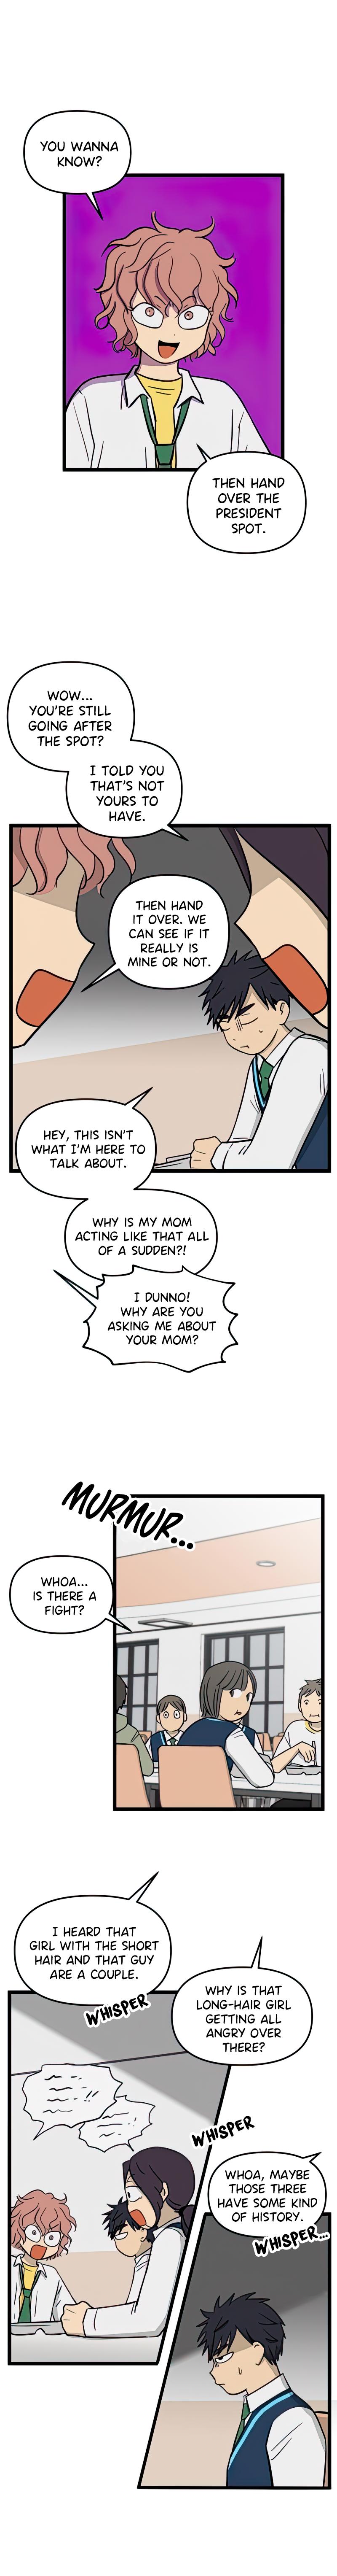 YOU WANNA
KNOW?
THEN HAND
OVER THE
PRESIDENT
SPOT.
WOW...
YOU'RE STILL
GOING AFTER
THE SPOT?
I TOLD YOU
THAT'S NOT
YOURS TO
HAVE.
THEN HAND
IT OVER. WE
CAN SEE IF IT
REALLY IS
MINE OR NOT.
HEY, THIS ISN'T
WHAT I'M HERE TO
TALK ABOUT.
WHY IS MY MOM
ACTING LIKE THAT ALL
OF A SUDDEN?!
I DUNNO!
WHY ARE YOU
ASKING ME ABOUT
YOUR MOM?
MURMUR...
WHOA...
IS THERE A
FIGHT?
I HEARD THAT
GIRL WITH THE SHORT
HAIR AND THAT GUY
ARE A COUPLE.
WHISPER
WHY IS THAT
LONG-HAIR GIRL
GETTING ALL
ANGRY OVER
THERE?
WHISPER
WHOA, MAYBE
THOSE THREE
HAVE SOME KIND
OF HISTORY.
WHISPER...